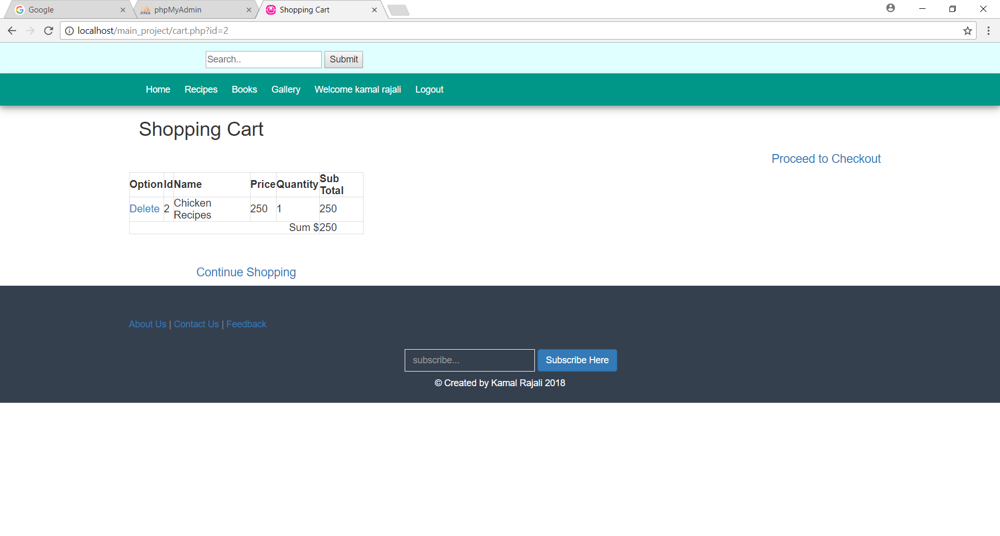 Google
phpMyAdmin
Shopping Cart
localhost/main_project/cart.php?id=2
Search.. Submit
Home Recipes Books Gallery Welcome kamal rajali Logout
Shopping Cart
Proceed to Checkout
Option Id Name Price Quantity Sub Total
Delete 2 Chicken Recipes 250 1 250
Sum $ 250
Continue Shopping
About Us | Contact Us | Feedback
subscribe... Subscribe Here
© Created by Kamal Rajali 2018